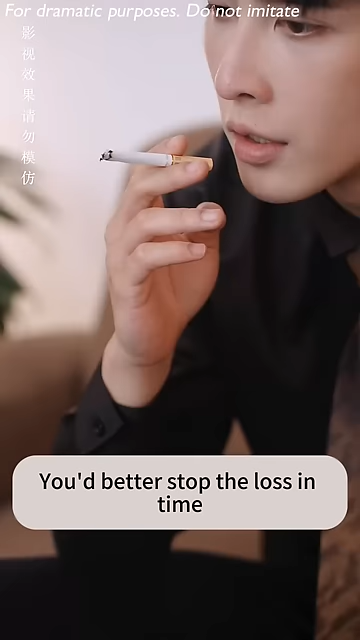 For dramatic purposes. Do not imitate
影视效果请勿模仿
You'd better stop the loss in
time